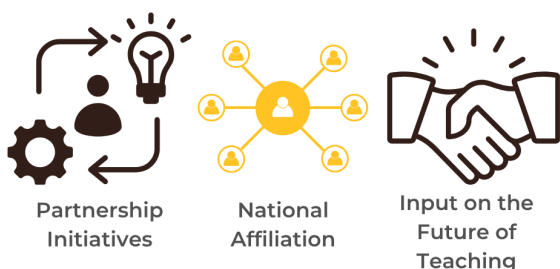 Partnership
Initiatives
National
Affiliation
Input on the
Future of
Teaching